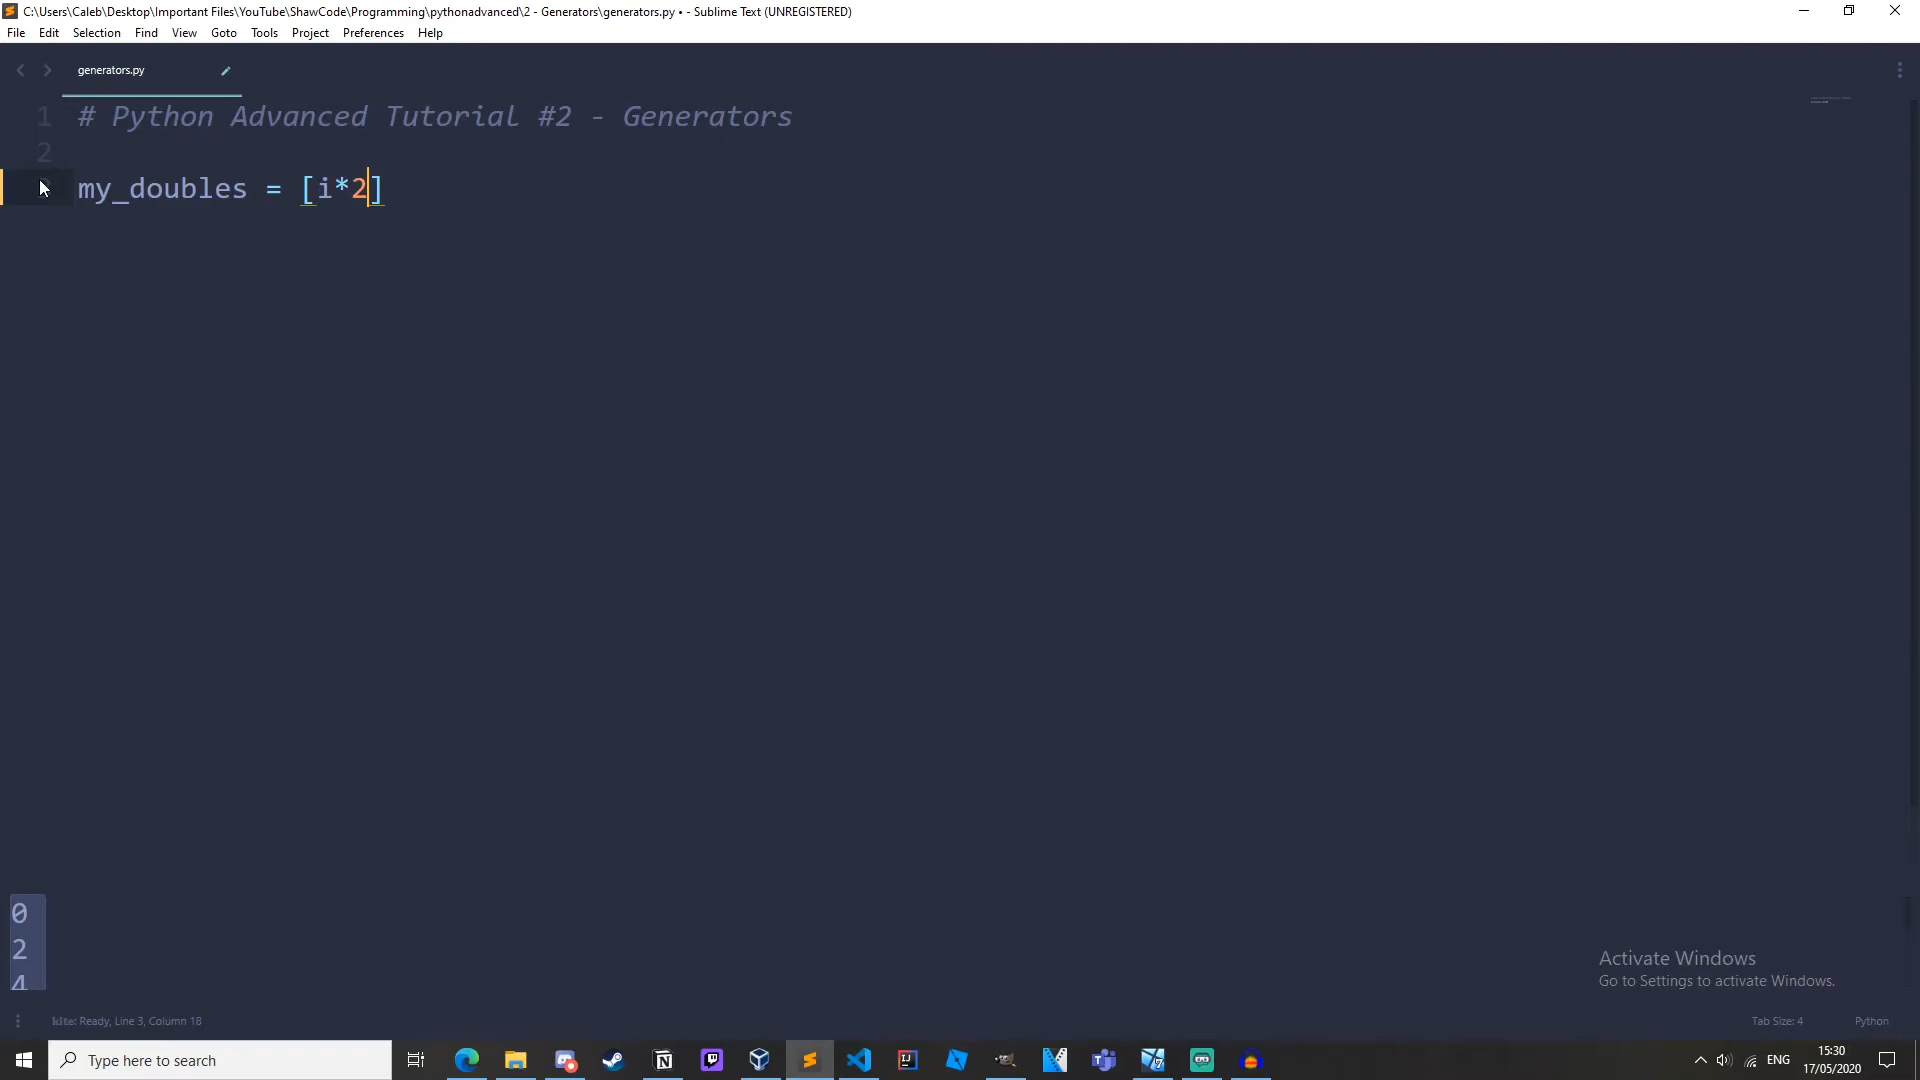 C:\Users\Caleb\Desktop\Important Files\YouTube\ShawCode\Programming\pythonadvanced\2 - Generators\generators.py • - Sublime Text (UNREGISTERED)
File Edit Selection Find View Goto Tools Project Preferences Help
generators.py
1 # Python Advanced Tutorial #2 - Generators
2
my_doubles = [i*2]
0
2
4
Activate Windows
Go to Settings to activate Windows.
Ready, Line 3, Column 18
Tab Size: 4
Python
Type here to search
ENG
15:30
17/05/2020